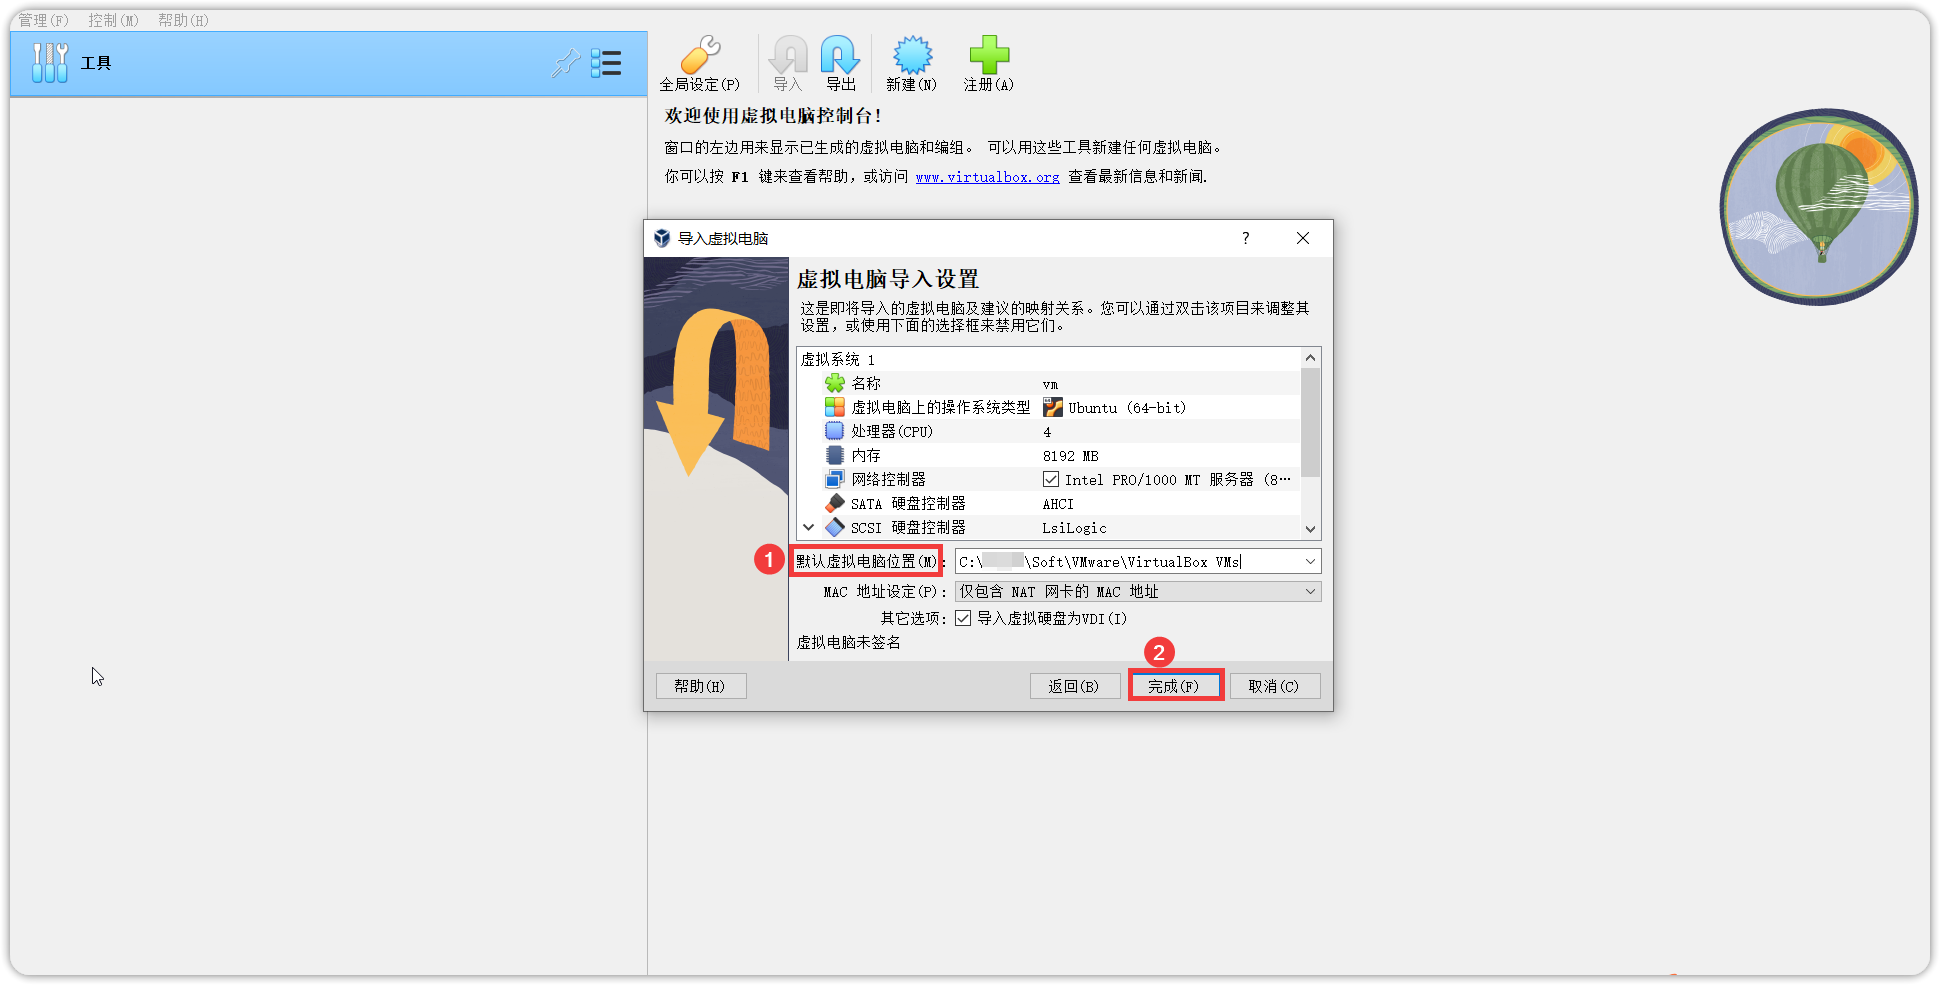 管理(F) 控制(M) 帮助(H)
工具
全局设定(P) 导入 导出 新建(N) 注册(A)
欢迎使用虚拟电脑控制台!
窗口的左边用来显示已生成的虚拟电脑和编组。 可以用这些工具新建任何虚拟电脑。
你可以按 F1 键来查看帮助，或访问 www.virtualbox.org 查看最新信息和新闻.
导入虚拟电脑
?
虚拟电脑导入设置
这是即将导入的虚拟电脑及建议的映射关系。您可以通过双击该项目来调整其
设置，或使用下面的选择框来禁用它们。
虚拟系统 1
名称 vm
虚拟电脑上的操作系统类型 Ubuntu (64-bit)
处理器(CPU) 4
内存 8192 MB
网络控制器 Intel PRO/1000 MT 服务器 (8…
SATA 硬盘控制器 AHCI
SCSI 硬盘控制器 LsiLogic
1 默认虚拟电脑位置(M): C:\ \Soft\VMware\VirtualBox VMs
MAC 地址设定(P): 仅包含 NAT 网卡的 MAC 地址
其它选项: 导入虚拟硬盘为VDI(I)
虚拟电脑未签名
2
帮助(H) 返回(B) 完成(F) 取消(C)